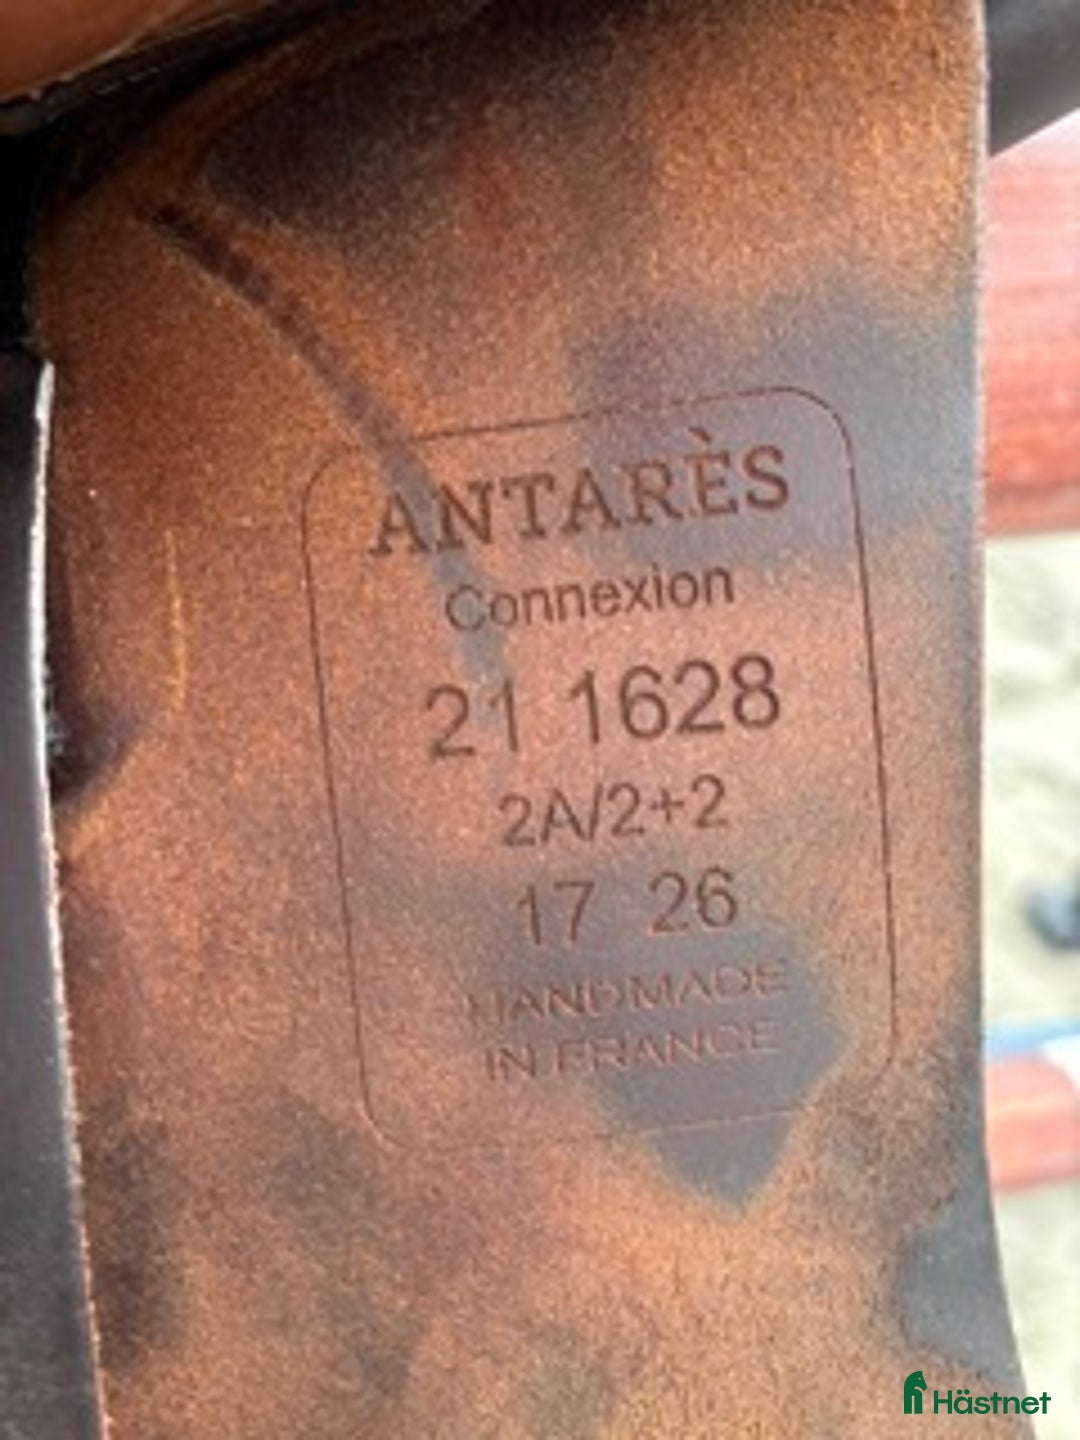 ANTARÈS
Connexion
21 1628
2A/2+2
17 26
HANDMADE
IN FRANCE
Hästnet